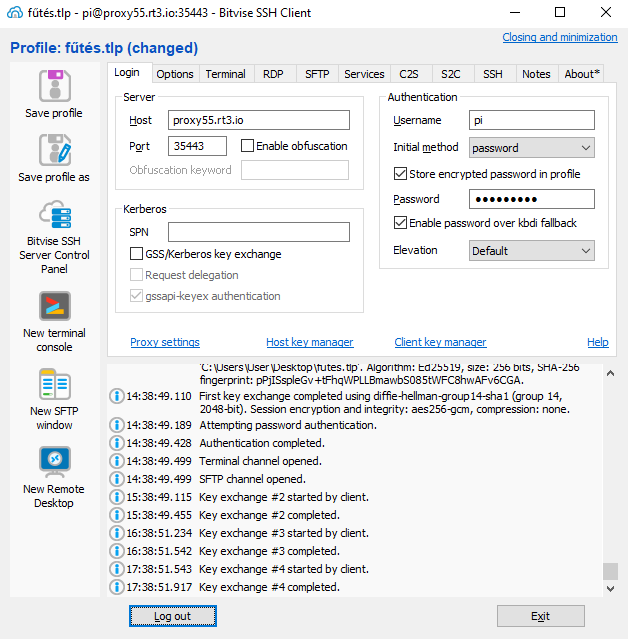 fűtés.tlp - pi@proxy55.rt3.io:35443 - Bitvise SSH Client
Closing and minimization
Profile: fűtés.tlp (changed)
Save profile
Save profile as
Bitvise SSH
Server Control
Panel
New terminal
console
New SFTP
window
New Remote
Desktop
Login Options Terminal RDP SFTP Services C2S S2C SSH Notes About*
Server
Host proxy55.rt3.io
Port 35443 Enable obfuscation
Obfuscation keyword
Kerberos
SPN
GSS/Kerberos key exchange
Request delegation
gssapi-keyex authentication
Authentication
Username pi
Initial method password
Store encrypted password in profile
Password ●●●●●●●●●
Enable password over kbdi fallback
Elevation Default
Proxy settings Host key manager Client key manager Help
'C:\Users\User\Desktop\fűtés.tlp'. Algorithm: Ed25519, size: 256 bits, SHA-256
fingerprint: pPjISspleGv+tFhqWPLLBmawbS085tWFC8hwAFv6CGA.
14:38:49.110 First key exchange completed using diffie-hellman-group14-sha1 (group 14,
2048-bit). Session encryption and integrity: aes256-gcm, compression: none.
14:38:49.189 Attempting password authentication.
14:38:49.428 Authentication completed.
14:38:49.499 Terminal channel opened.
14:38:49.499 SFTP channel opened.
15:38:49.115 Key exchange #2 started by client.
15:38:49.455 Key exchange #2 completed.
16:38:51.234 Key exchange #3 started by client.
16:38:51.542 Key exchange #3 completed.
17:38:51.543 Key exchange #4 started by client.
17:38:51.917 Key exchange #4 completed.
Log out Exit